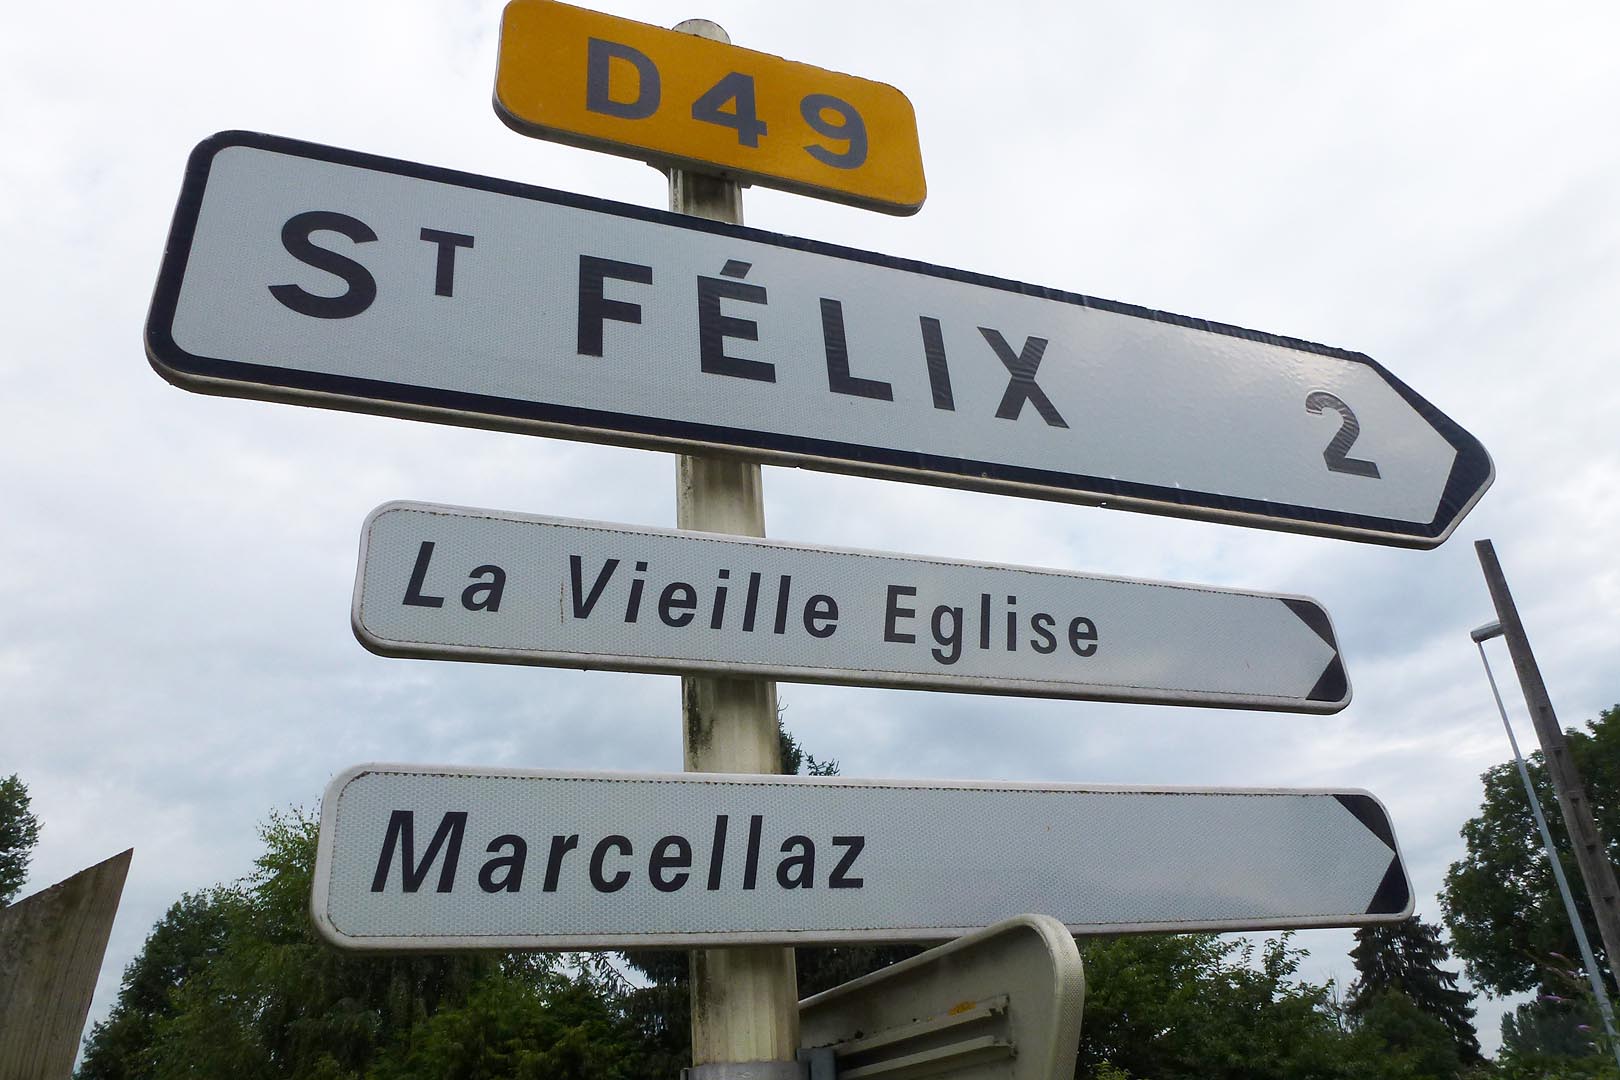 D49
ST FÉLIX 2
La Vieille Eglise
Marcellaz